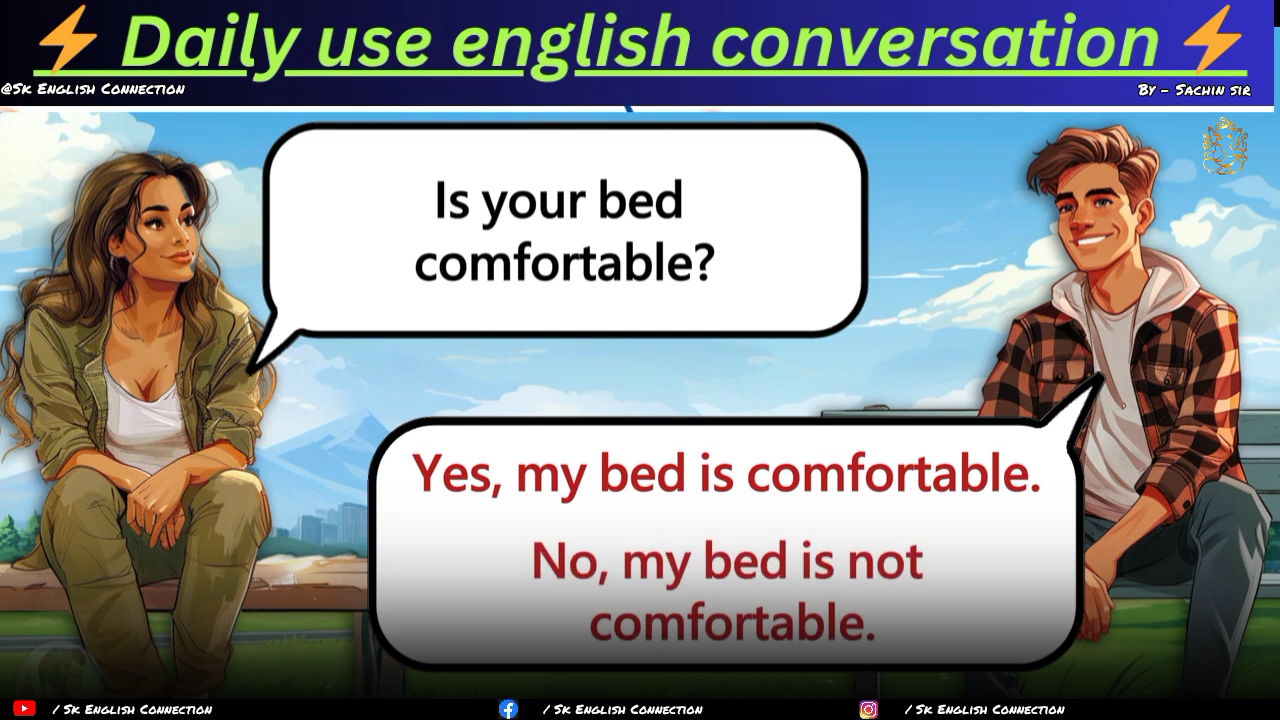 ⚡ Daily use english conversation ⚡
@Sk English Connection
By - Sachin sir
Is your bed
comfortable?
Yes, my bed is comfortable.
No, my bed is not
comfortable.
/ Sk English Connection
/ Sk English Connection
/ Sk English Connection